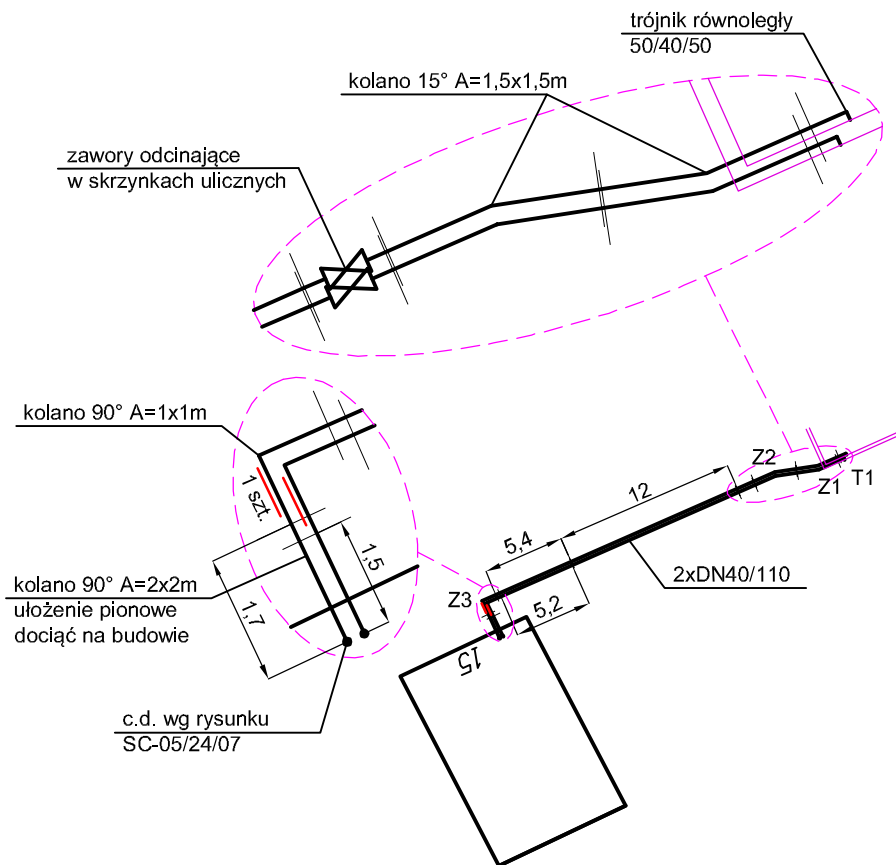 trójnik równoległy
50/40/50
kolano 15° A=1,5x1,5m
zawory odcinające
w skrzynkach ulicznych
kolano 90° A=1x1m
1 szt.
1,5
1,7
kolano 90° A=2x2m
ułożenie pionowe
dociąć na budowie
c.d. wg rysunku
SC-05/24/07
Z2
Z1
T1
12
5,4
5,2
2xDN40/110
Z3
15